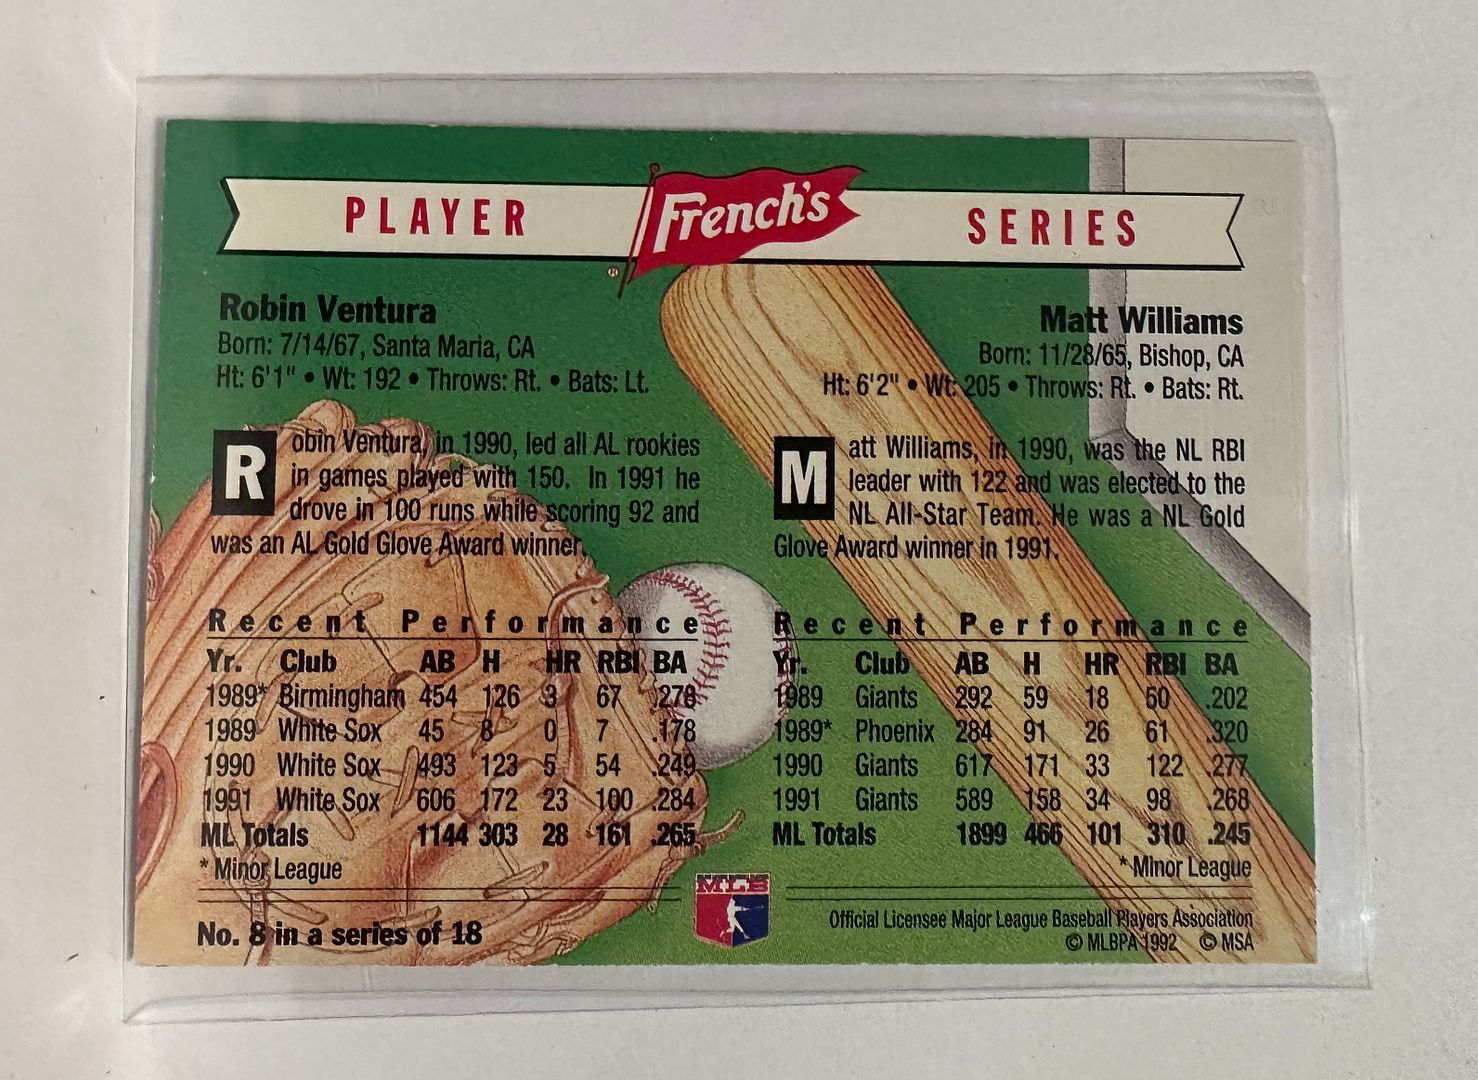 PLAYER French's SERIES
®
Robin Ventura
Born: 7/14/67, Santa Maria, CA
Ht: 6'1" • Wt: 192 • Throws: Rt. • Bats: Lt.
Robin Ventura, in 1990, led all AL rookies
in games played with 150. In 1991 he
drove in 100 runs while scoring 92 and
was an AL Gold Glove Award winner.
Recent Performance
Yr. Club AB H HR RBI BA
1989* Birmingham 454 126 3 67 .278
1989 White Sox 45 8 0 7 .178
1990 White Sox 493 123 5 54 .249
1991 White Sox 606 172 23 100 .284
ML Totals 1144 303 28 161 .265
* Minor League
No. 8 in a series of 18
Matt Williams
Born: 11/28/65, Bishop, CA
Ht: 6'2" • Wt: 205 • Throws: Rt. • Bats: Rt.
Matt Williams, in 1990, was the NL RBI
leader with 122 and was elected to the
NL All-Star Team. He was a NL Gold
Glove Award winner in 1991.
Recent Performance
Yr. Club AB H HR RBI BA
1989 Giants 292 59 18 50 .202
1989* Phoenix 284 91 26 61 .320
1990 Giants 617 171 33 122 .277
1991 Giants 589 158 34 98 .268
ML Totals 1899 466 101 310 .245
* Minor League
MLB
Official Licensee Major League Baseball Players Association
© MLBPA 1992 © MSA